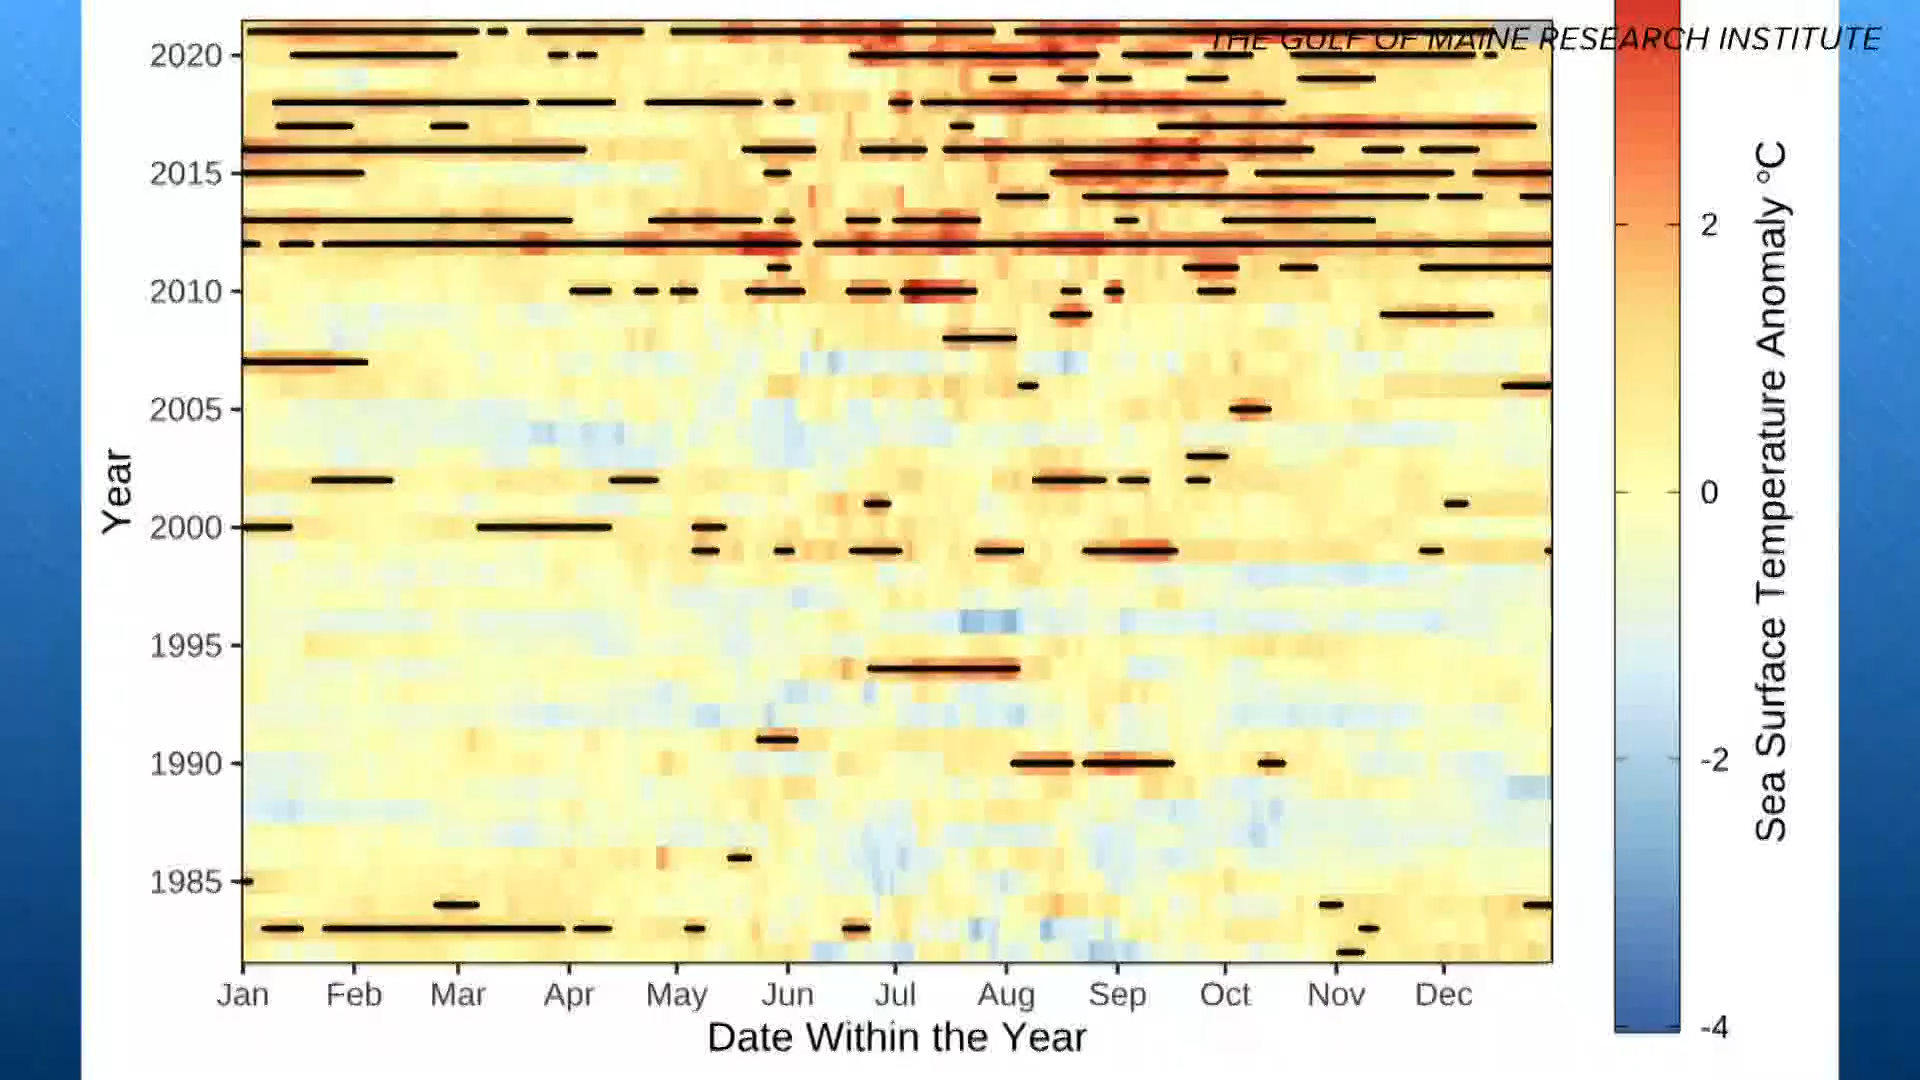 THE GULF OF MAINE RESEARCH INSTITUTE
2020
2015
2010
2005
2000
1995
1990
1985
Year
Jan Feb Mar Apr May Jun Jul Aug Sep Oct Nov Dec
Date Within the Year
2
0
-2
-4
Sea Surface Temperature Anomaly °C